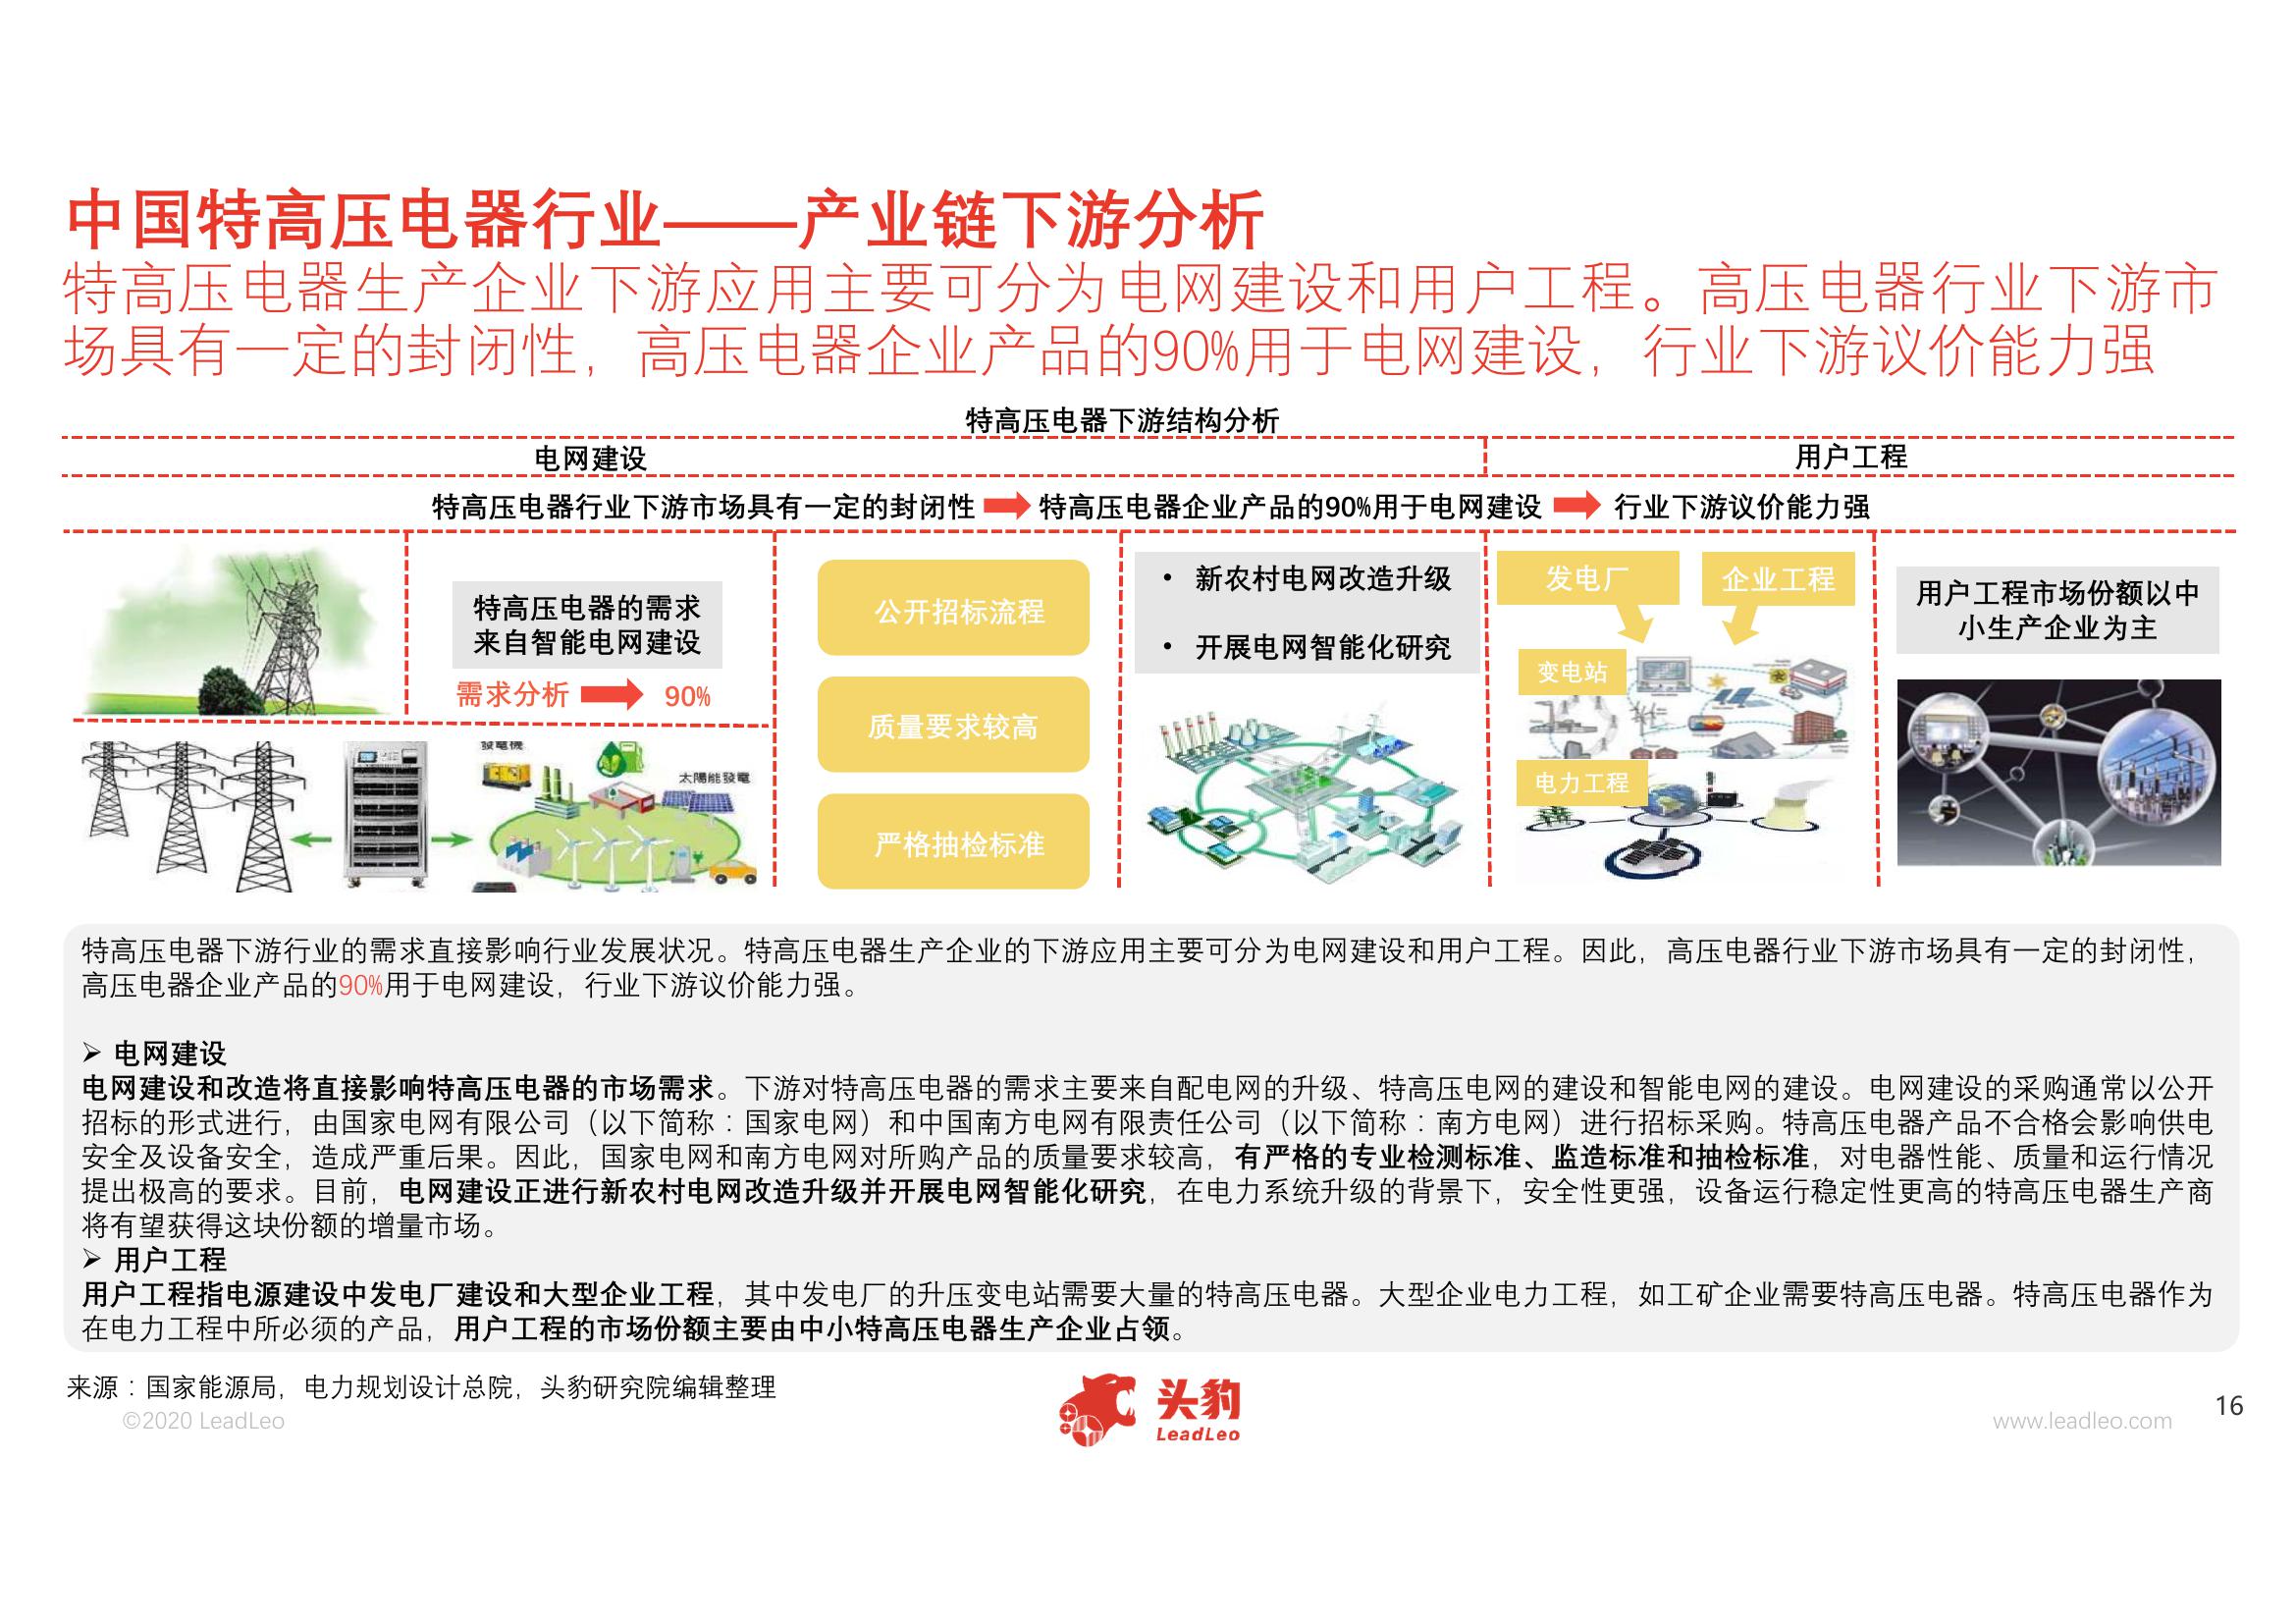 中国特高压电器行业——产业链下游分析
特高压电器生产企业下游应用主要可分为电网建设和用户工程。高压电器行业下游市
场具有一定的封闭性，高压电器企业产品的90%用于电网建设，行业下游议价能力强
特高压电器下游结构分析
电网建设
用户工程
特高压电器行业下游市场具有一定的封闭性
特高压电器企业产品的90%用于电网建设
行业下游议价能力强
特高压电器的需求
来自智能电网建设
需求分析
90%
發電機
太陽能發電
公开招标流程
质量要求较高
严格抽检标准
• 新农村电网改造升级
• 开展电网智能化研究
发电厂
企业工程
变电站
电力工程
用户工程市场份额以中
小生产企业为主
特高压电器下游行业的需求直接影响行业发展状况。特高压电器生产企业的下游应用主要可分为电网建设和用户工程。因此，高压电器行业下游市场具有一定的封闭性，
高压电器企业产品的90%用于电网建设，行业下游议价能力强。
➢ 电网建设
电网建设和改造将直接影响特高压电器的市场需求。下游对特高压电器的需求主要来自配电网的升级、特高压电网的建设和智能电网的建设。电网建设的采购通常以公开
招标的形式进行，由国家电网有限公司（以下简称：国家电网）和中国南方电网有限责任公司（以下简称：南方电网）进行招标采购。特高压电器产品不合格会影响供电
安全及设备安全，造成严重后果。因此，国家电网和南方电网对所购产品的质量要求较高，有严格的专业检测标准、监造标准和抽检标准，对电器性能、质量和运行情况
提出极高的要求。目前，电网建设正进行新农村电网改造升级并开展电网智能化研究，在电力系统升级的背景下，安全性更强，设备运行稳定性更高的特高压电器生产商
将有望获得这块份额的增量市场。
➢ 用户工程
用户工程指电源建设中发电厂建设和大型企业工程，其中发电厂的升压变电站需要大量的特高压电器。大型企业电力工程，如工矿企业需要特高压电器。特高压电器作为
在电力工程中所必须的产品，用户工程的市场份额主要由中小特高压电器生产企业占领。
来源：国家能源局，电力规划设计总院，头豹研究院编辑整理
©2020 LeadLeo
头豹
LeadLeo
www.leadleo.com
16